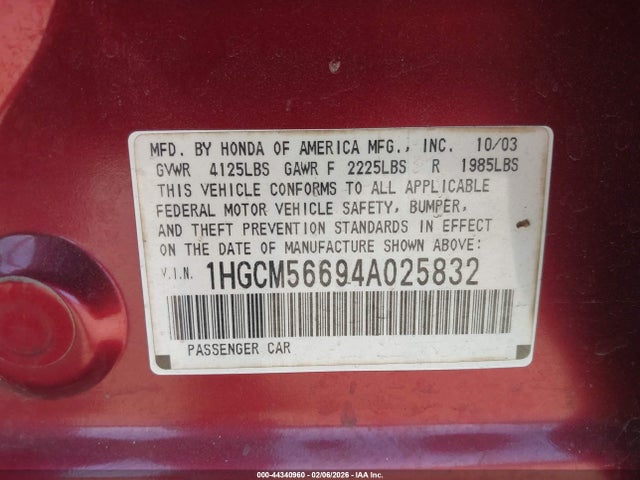 MFD. BY HONDA OF AMERICA MFG., INC. 10/03
GVWR 4125LBS GAWR F 2225LBS R 1985LBS
THIS VEHICLE CONFORMS TO ALL APPLICABLE
FEDERAL MOTOR VEHICLE SAFETY, BUMPER,
AND THEFT PREVENTION STANDARDS IN EFFECT
ON THE DATE OF MANUFACTURE SHOWN ABOVE:
V.I.N. 1HGCM56694A025832
PASSENGER CAR
000-44340960 - 02/06/2026 - IAA Inc.